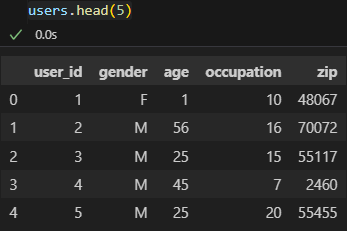 users.head(5)
0.0s
user_id gender age occupation zip
0 1 F 1 10 48067
1 2 M 56 16 70072
2 3 M 25 15 55117
3 4 M 45 7 2460
4 5 M 25 20 55455